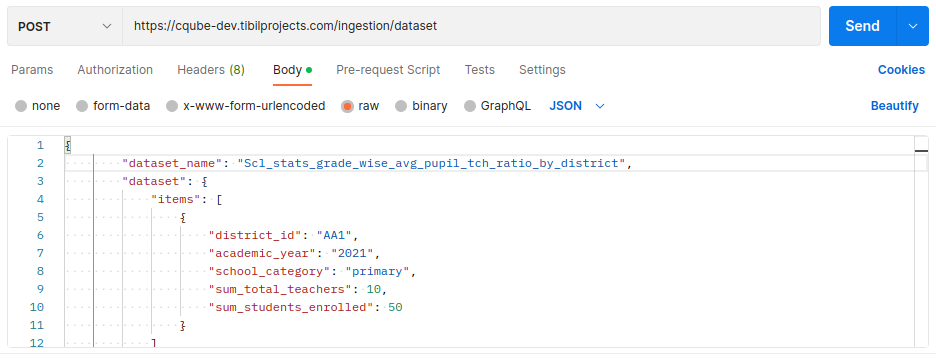 POST https://cqube-dev.tibilprojects.com/ingestion/dataset Send
Params Authorization Headers (8) Body Pre-request Script Tests Settings Cookies
none form-data x-www-form-urlencoded raw binary GraphQL JSON Beautify
1 {
2 "dataset_name": "Scl_stats_grade_wise_avg_pupil_tch_ratio_by_district",
3 "dataset": {
4 "items": [
5 {
6 "district_id": "AA1",
7 "academic_year": "2021",
8 "school_category": "primary",
9 "sum_total_teachers": 10,
10 "sum_students_enrolled": 50
11 }
12 ]